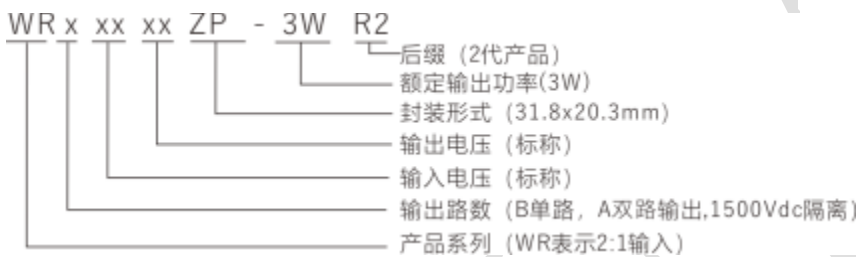 WR x xx xx ZP - 3W R2
后缀 (2代产品)
额定输出功率(3W)
封装形式 (31.8x20.3mm)
输出电压 (标称)
输入电压 (标称)
输出路数 (B单路, A双路输出,1500Vdc隔离)
产品系列 (WR表示2:1输入)